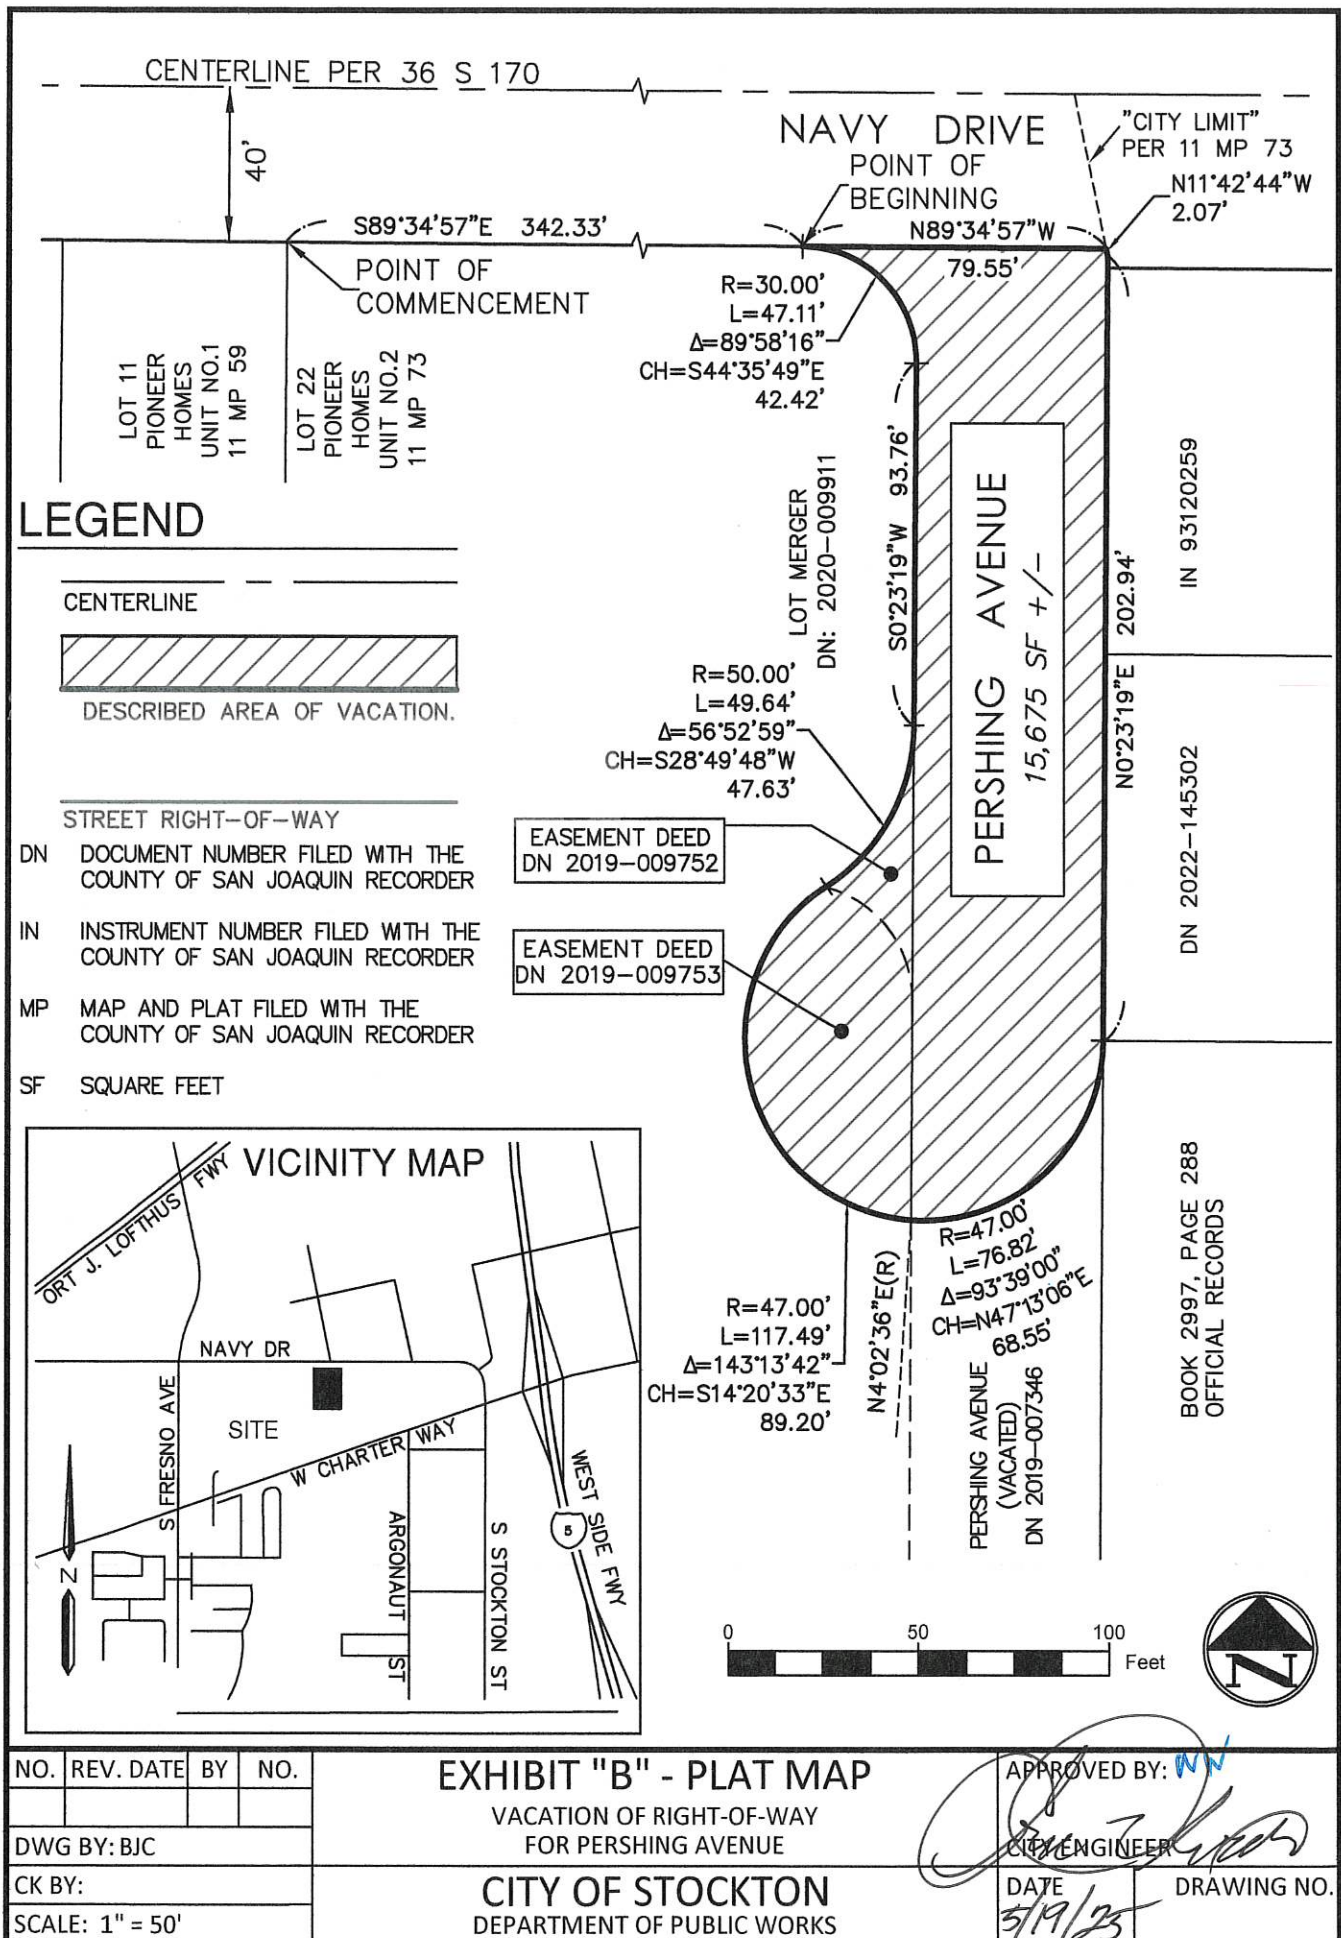 CENTERLINE PER 36 S 170
40'
NAVY DRIVE
"CITY LIMIT"
PER 11 MP 73
POINT OF
BEGINNING
N11°42'44"W
2.07'
S89°34'57"E 342.33'
N89°34'57"W
79.55'
POINT OF
COMMENCEMENT
R=30.00'
L=47.11'
Δ=89°58'16"
CH=S44°35'49"E
42.42'
LOT 11
PIONEER
HOMES
UNIT NO.1
11 MP 59
LOT 22
PIONEER
HOMES
UNIT NO.2
11 MP 73
S0°23'19"W 93.76'
LOT MERGER
DN: 2020-009911
PERSHING AVENUE
15,675 SF +/-
N0°23'19"E 202.94'
IN 93120259
DN 2022-145302
R=50.00'
L=49.64'
Δ=56°52'59"
CH=S28°49'48"W
47.63'
LEGEND
CENTERLINE
DESCRIBED AREA OF VACATION.
STREET RIGHT-OF-WAY
DN DOCUMENT NUMBER FILED WITH THE
COUNTY OF SAN JOAQUIN RECORDER
IN INSTRUMENT NUMBER FILED WITH THE
COUNTY OF SAN JOAQUIN RECORDER
MP MAP AND PLAT FILED WITH THE
COUNTY OF SAN JOAQUIN RECORDER
SF SQUARE FEET
EASEMENT DEED
DN 2019-009752
EASEMENT DEED
DN 2019-009753
R=47.00'
L=76.82'
Δ=93°39'00"
CH=N47°13'06"E
68.55'
R=47.00'
L=117.49'
Δ=143°13'42"
CH=S14°20'33"E
89.20'
N4°02'36"E(R)
PERSHING AVENUE
(VACATED)
DN 2019-007346
BOOK 2997, PAGE 288
OFFICIAL RECORDS
VICINITY MAP
ORT J. LOFTHUS FWY
NAVY DR
S FRESNO AVE
SITE
W CHARTER WAY
ARGONAUT ST
S STOCKTON ST
WEST SIDE FWY
5
N
0 50 100
Feet
N
NO. REV. DATE BY NO.
DWG BY: BJC
CK BY:
SCALE: 1" = 50'
EXHIBIT "B" - PLAT MAP
VACATION OF RIGHT-OF-WAY
FOR PERSHING AVENUE
CITY OF STOCKTON
DEPARTMENT OF PUBLIC WORKS
APPROVED BY:
CITY ENGINEER
DATE
5/19/25
DRAWING NO.